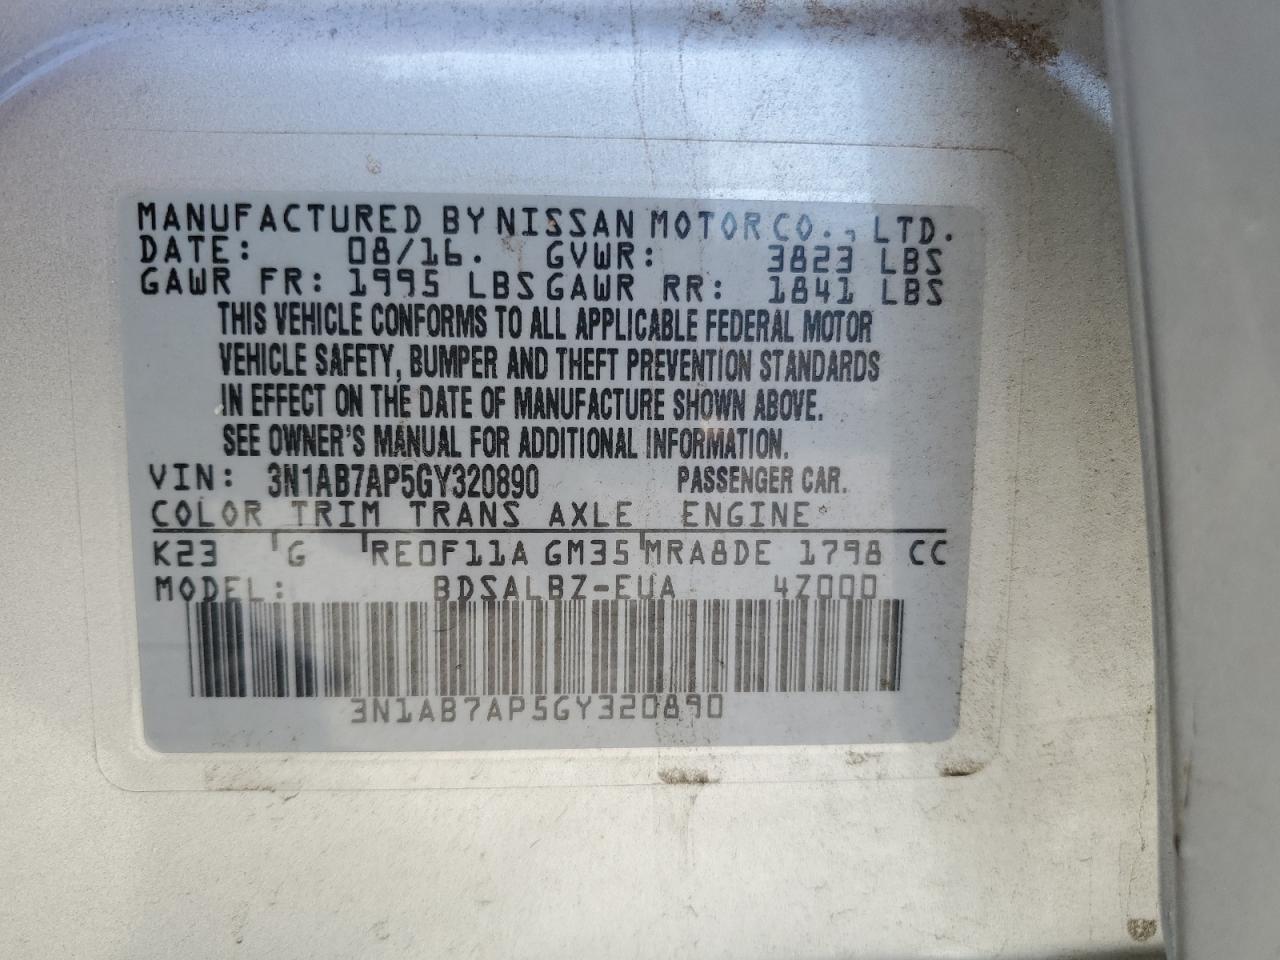 MANUFACTURED BY NISSAN MOTOR CO., LTD.
DATE: 08/16. GVWR: 3823 LBS
GAWR FR: 1995 LBS GAWR RR: 1841 LBS
THIS VEHICLE CONFORMS TO ALL APPLICABLE FEDERAL MOTOR
VEHICLE SAFETY, BUMPER AND THEFT PREVENTION STANDARDS
IN EFFECT ON THE DATE OF MANUFACTURE SHOWN ABOVE.
SEE OWNER'S MANUAL FOR ADDITIONAL INFORMATION.
VIN: 3N1AB7AP5GY320890 PASSENGER CAR.
COLOR TRIM TRANS AXLE ENGINE
K23 G RE0F11A GM35 MRA8DE 1798 CC
MODEL: BDSALBZ-EUA 4Z000
3N1AB7AP5GY320890